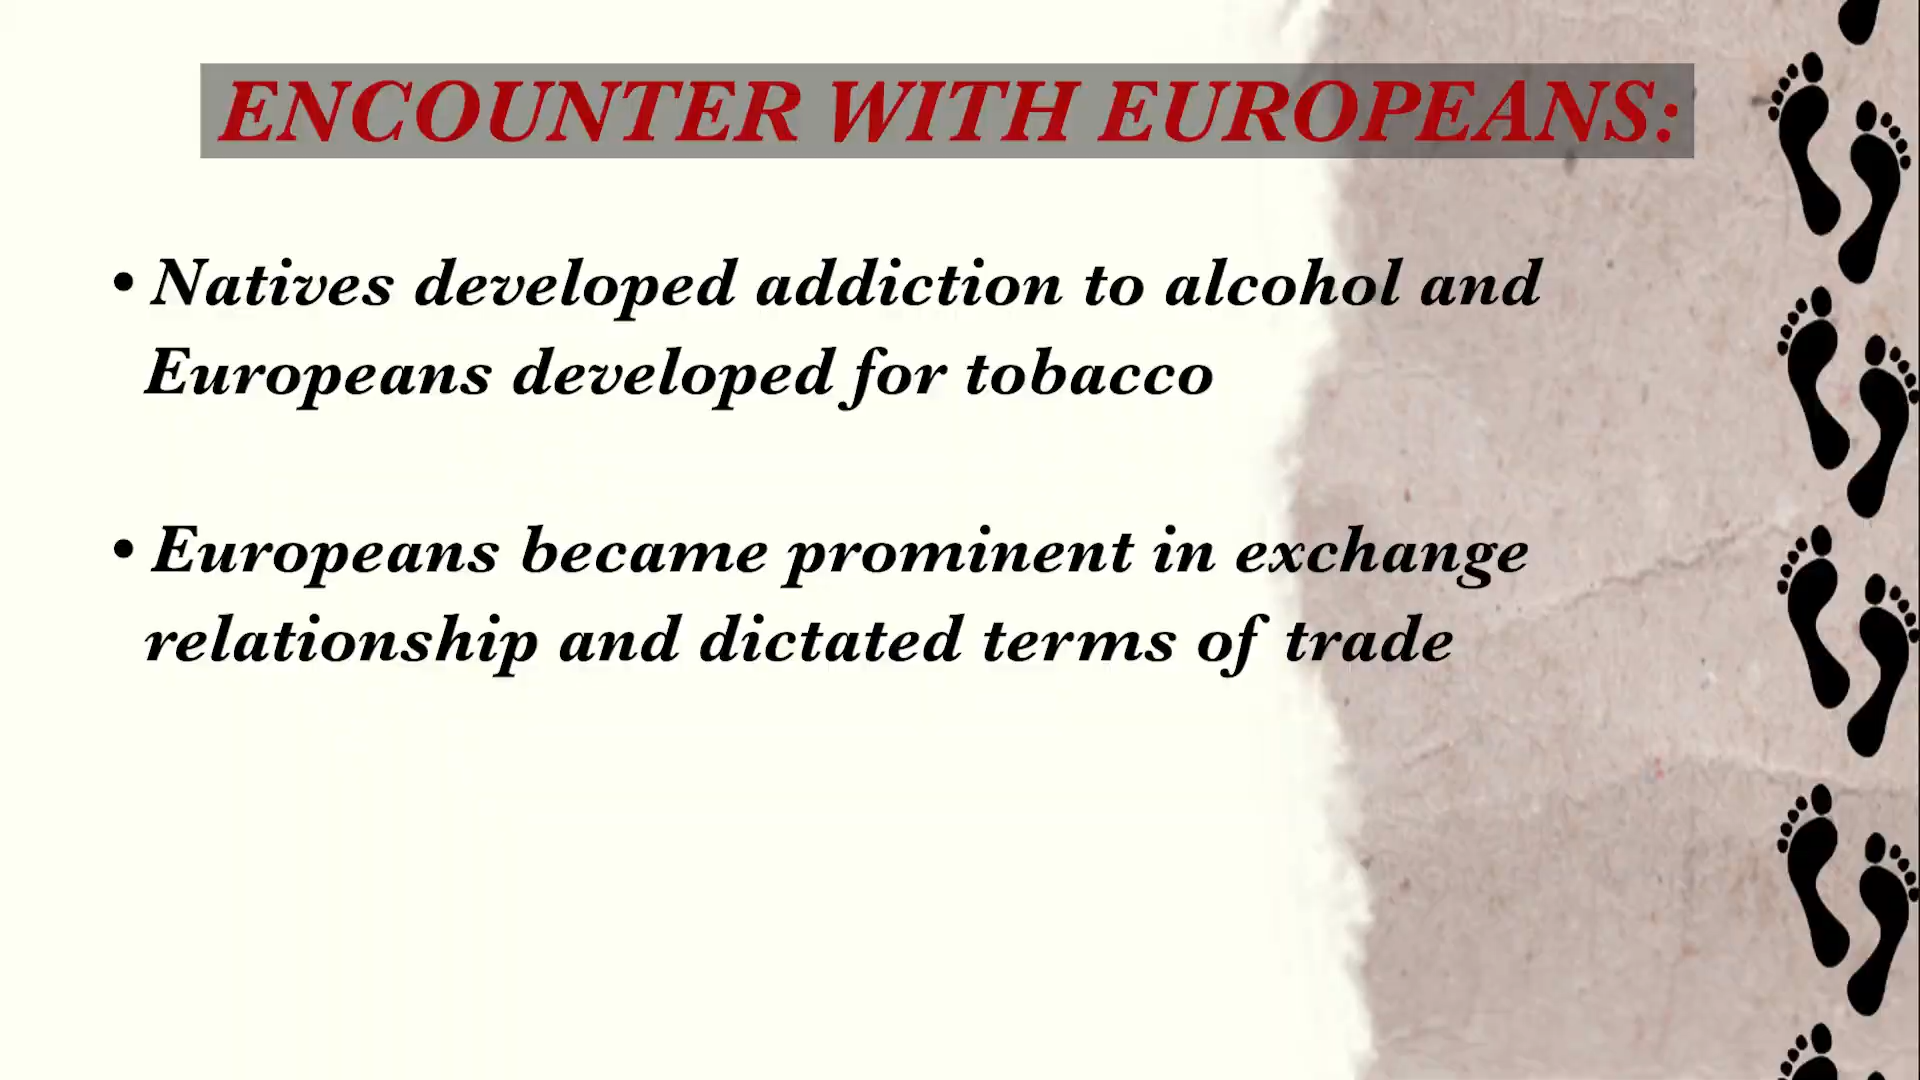 ENCOUNTER WITH EUROPEANS:
• Natives developed addiction to alcohol and
Europeans developed for tobacco
• Europeans became prominent in exchange
relationship and dictated terms of trade